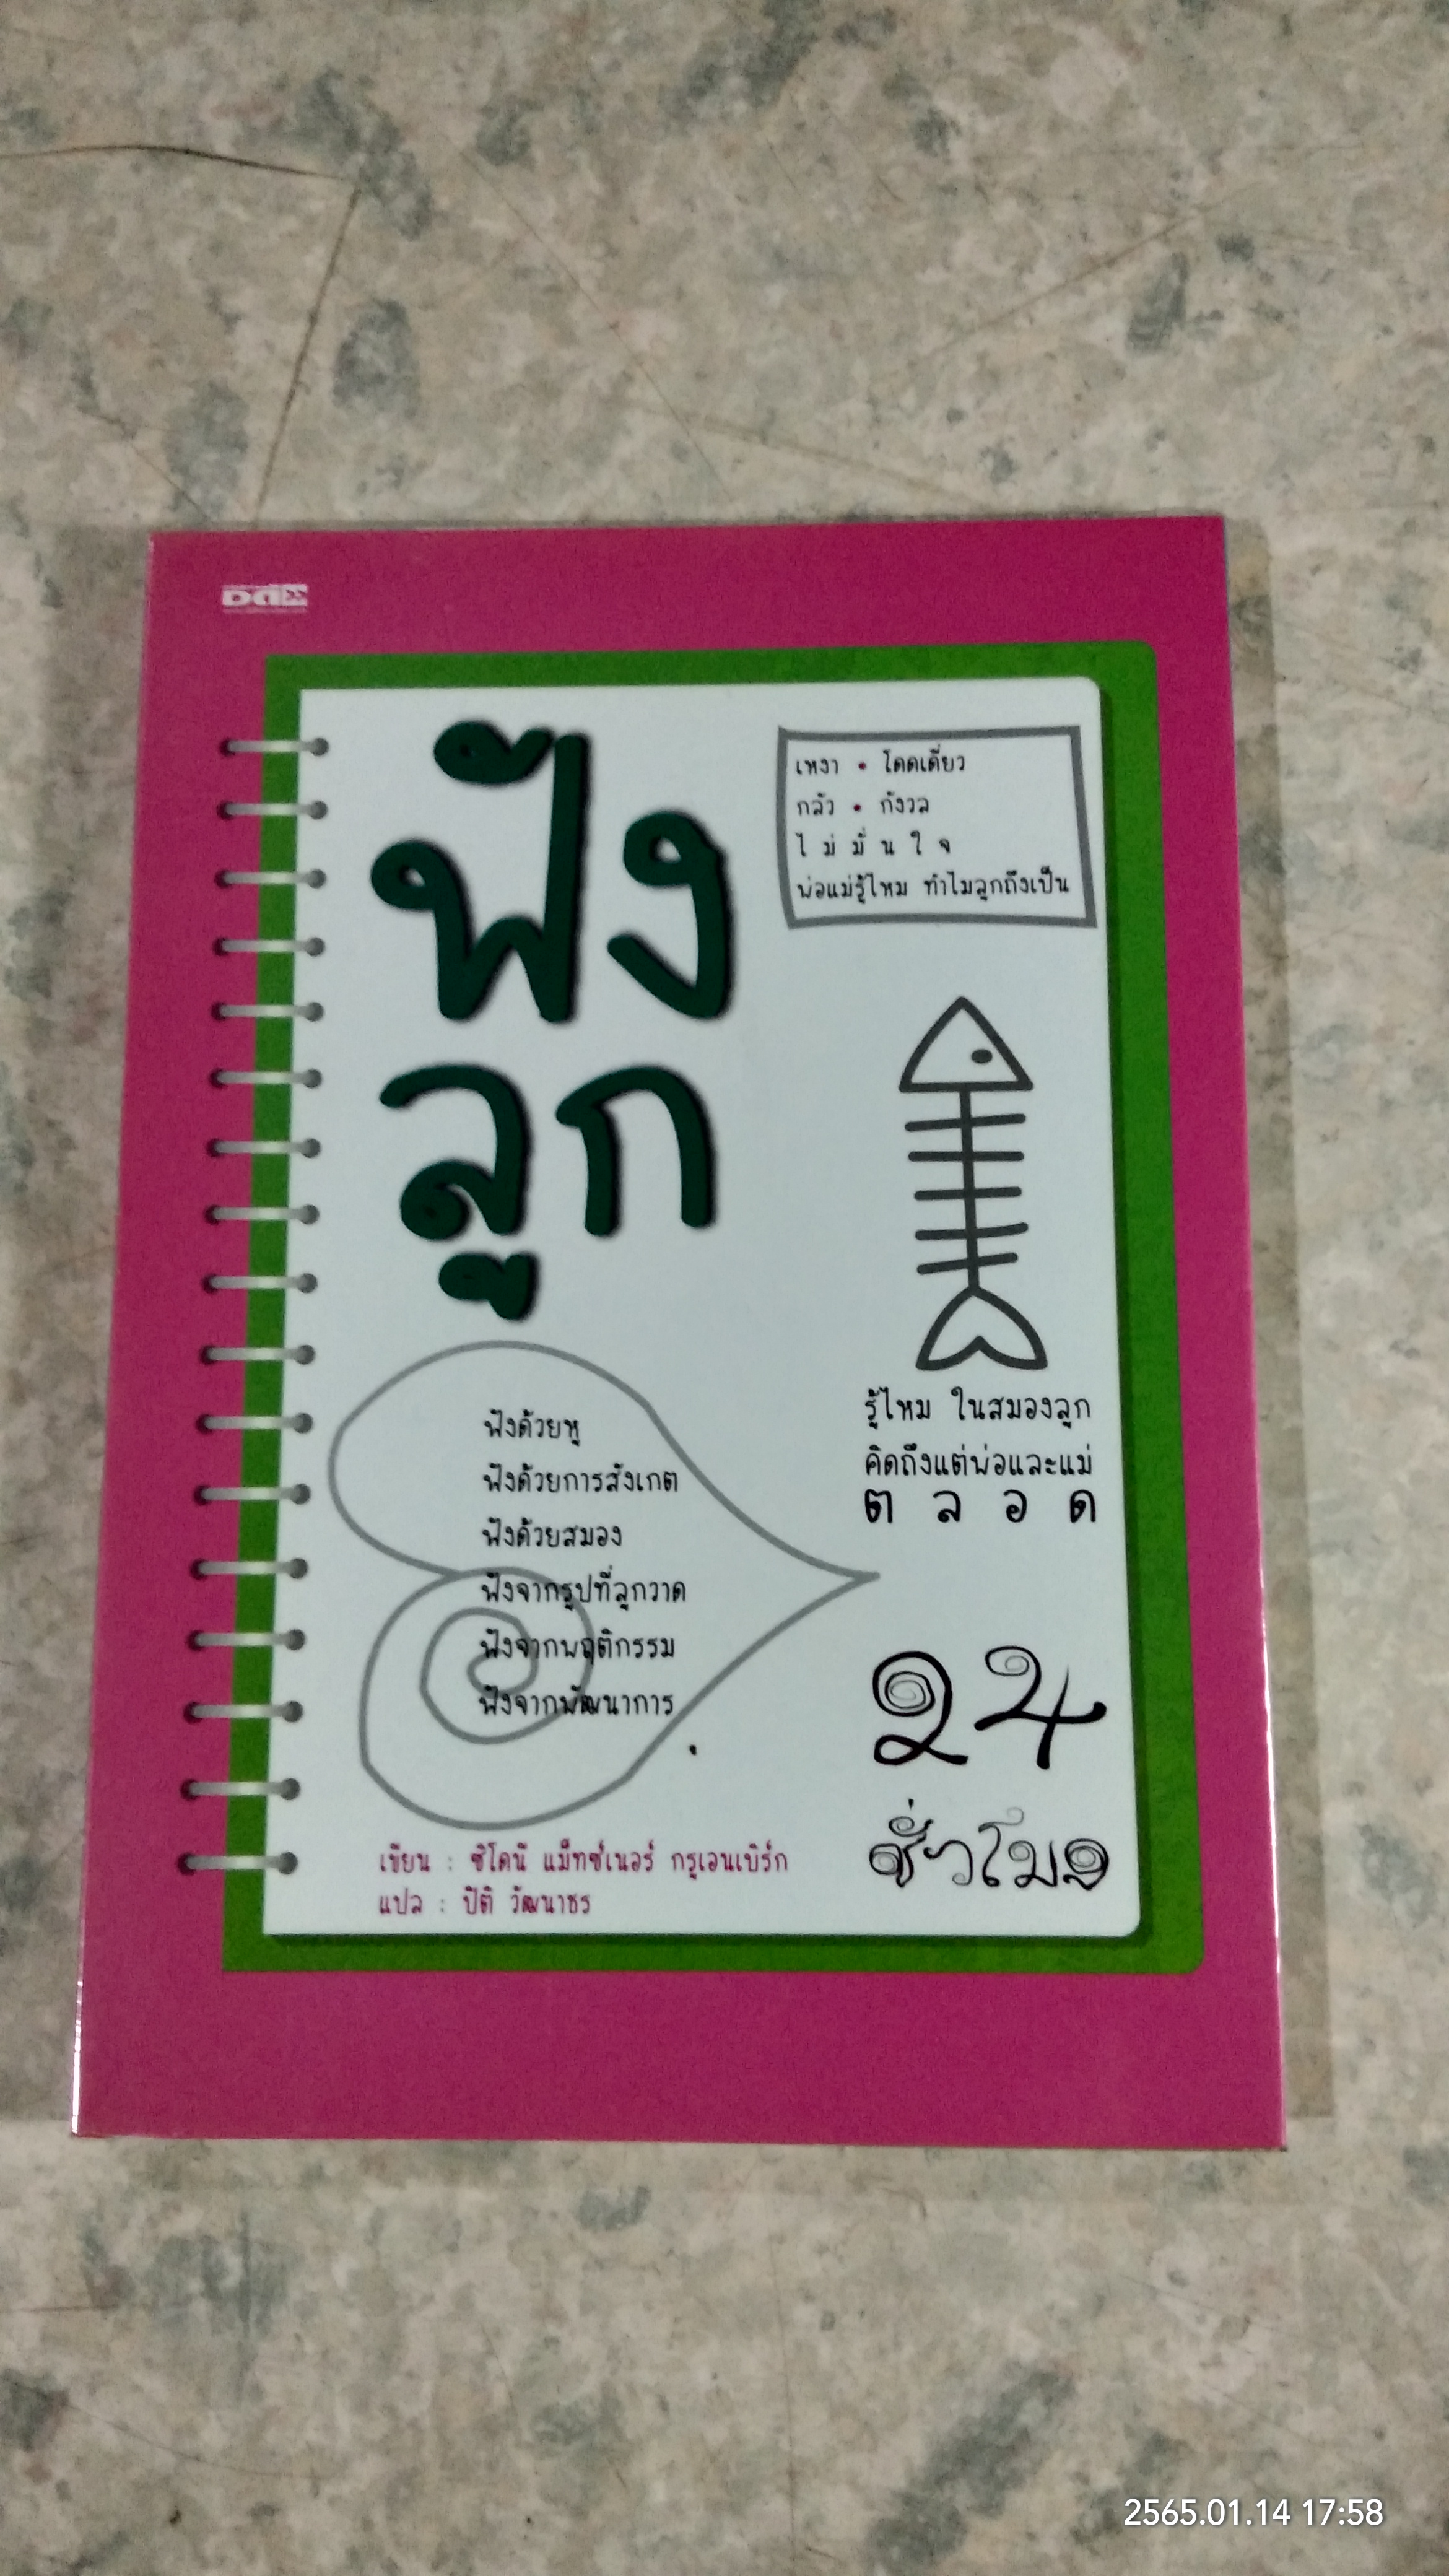 ฟัง
ลูก
เหงา • โดดเดี่ยว
กลัว • กังวล
ไ ม่ มั่ น ใ จ
พ่อแม่รู้ไหม ทำไมลูกถึงเป็น
รู้ไหม ในสมองลูก
คิดถึงแต่พ่อและแม่
ต ล อ ด
24
ชั่วโมง
ฟังด้วยหู
ฟังด้วยการสังเกต
ฟังด้วยสมอง
ฟังจากรูปที่ลูกวาด
ฟังจากพฤติกรรม
ฟังจากพัฒนาการ
เขียน : ซิโดนี แม็ทซ์เนอร์ กรูเอนเบิร์ก
แปล : ปิติ วัฒนาธร
2565.01.14 17:58